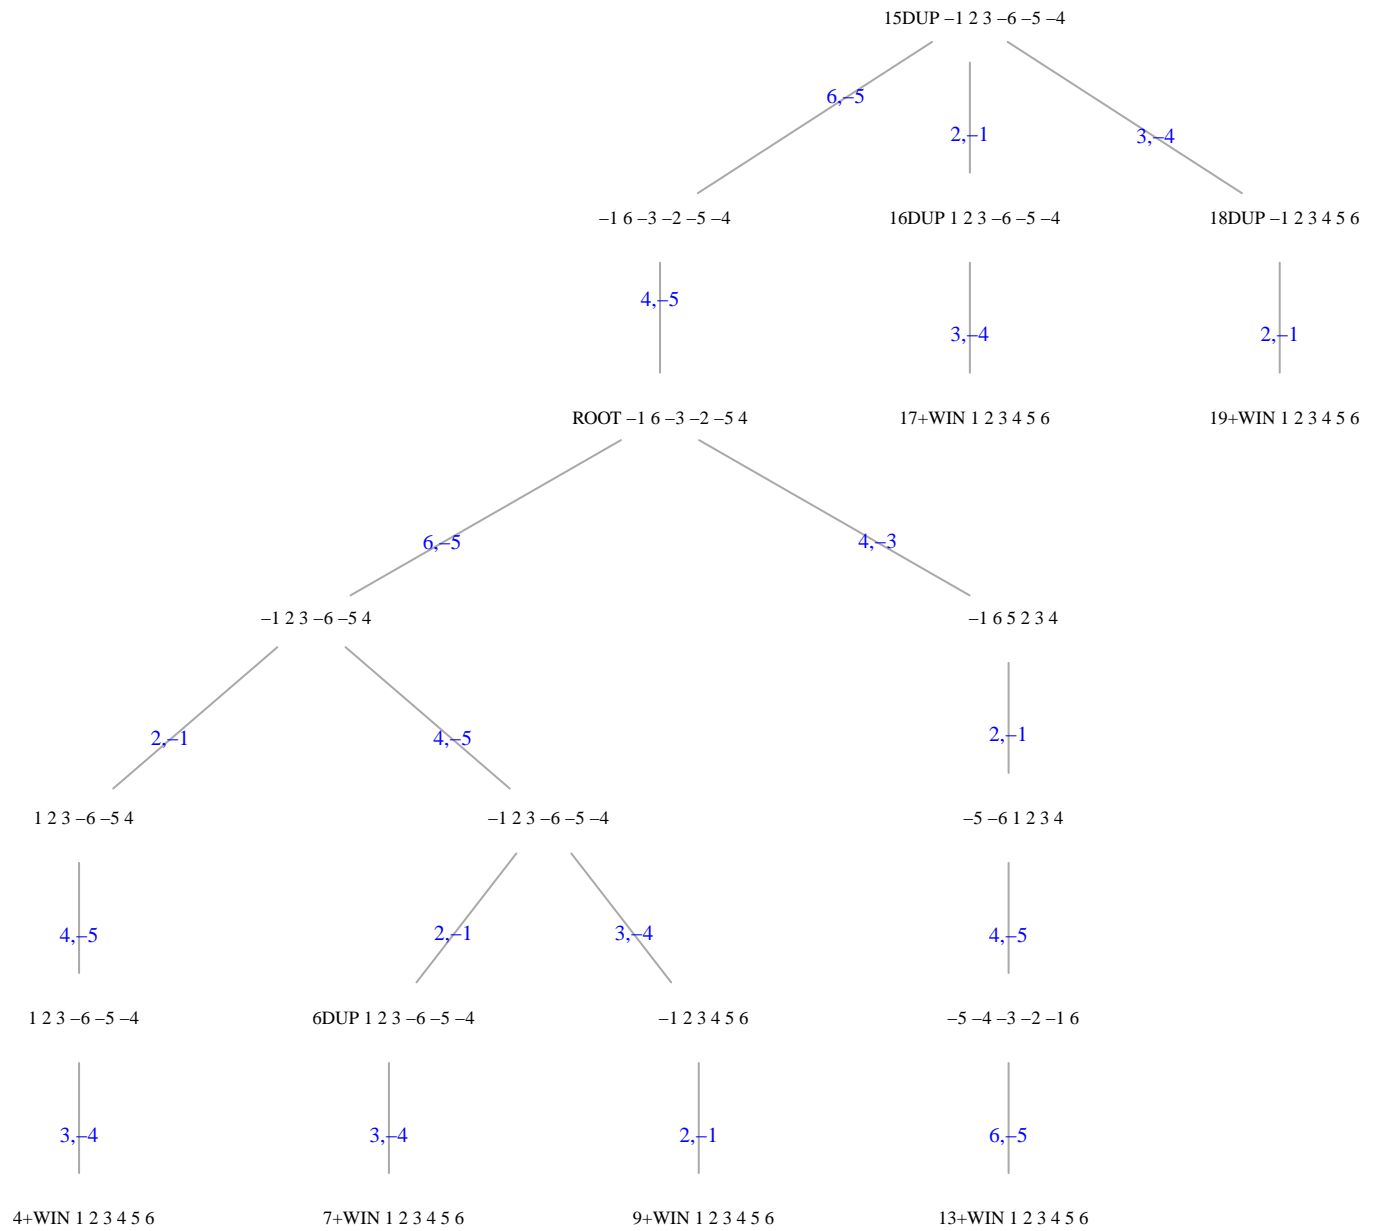 15DUP –1 2 3 –6 –5 –4
6,–5
2,–1
3,–4
–1 6 –3 –2 –5 –4
16DUP 1 2 3 –6 –5 –4
18DUP –1 2 3 4 5 6
4,–5
3,–4
2,–1
ROOT –1 6 –3 –2 –5 4
17+WIN 1 2 3 4 5 6
19+WIN 1 2 3 4 5 6
6,–5
4,–3
–1 2 3 –6 –5 4
–1 6 5 2 3 4
2,–1
4,–5
2,–1
1 2 3 –6 –5 4
–1 2 3 –6 –5 –4
–5 –6 1 2 3 4
4,–5
2,–1
3,–4
4,–5
1 2 3 –6 –5 –4
6DUP 1 2 3 –6 –5 –4
–1 2 3 4 5 6
–5 –4 –3 –2 –1 6
3,–4
3,–4
2,–1
6,–5
4+WIN 1 2 3 4 5 6
7+WIN 1 2 3 4 5 6
9+WIN 1 2 3 4 5 6
13+WIN 1 2 3 4 5 6